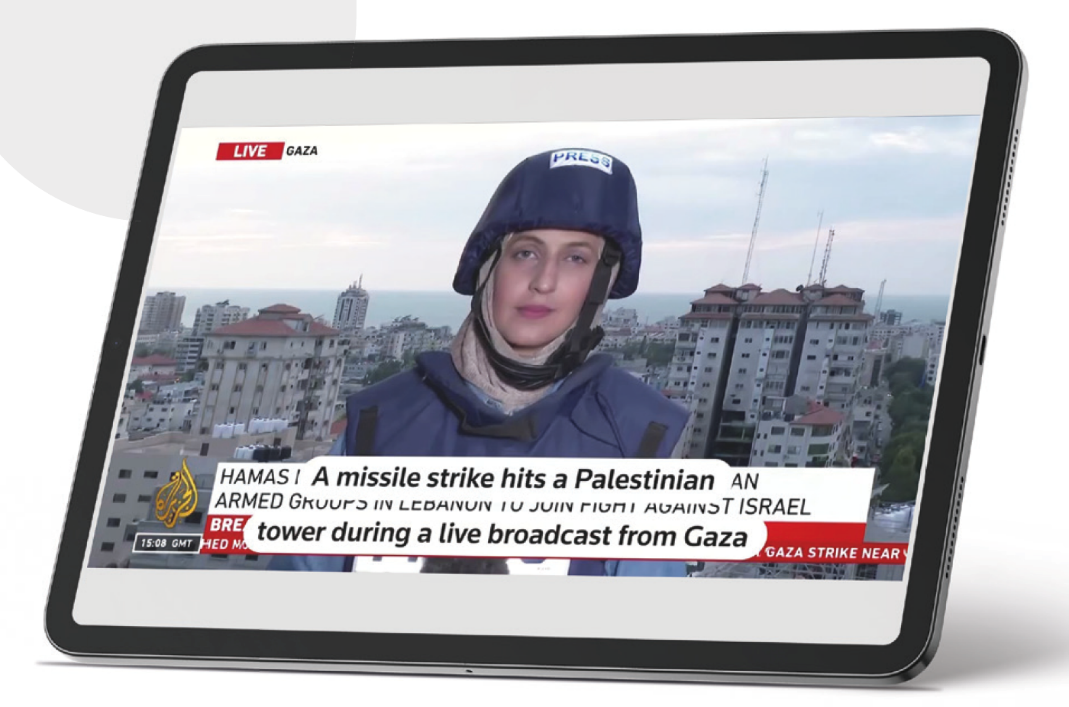 LIVE GAZA
PRESS
HAMAS A missile strike hits a Palestinian AN
ARMED GROUPS IN LEBANON TO JOIN FIGHT AGAINST ISRAEL
tower during a live broadcast from Gaza
15:08 GMT GAZA STRIKE NEAR